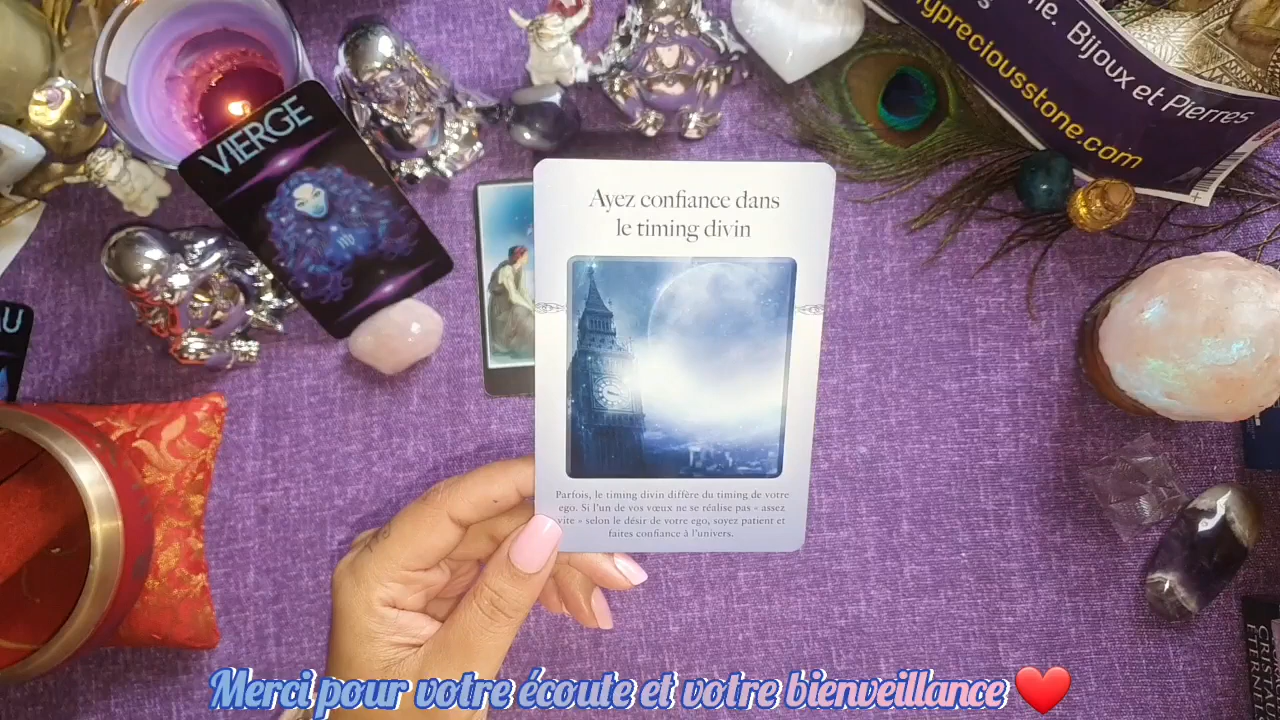 VIERGE
Bijoux et Pierres
ypreciousstone.com
Ayez confiance dans
le timing divin
Parfois, le timing divin diffère du timing de votre
ego. Si l'un de vos vœux ne se réalise pas « assez
vite » selon le désir de votre ego, soyez patient et
faites confiance à l'univers.
CRISTAU
Merci pour votre écoute et votre bienveillance ❤️